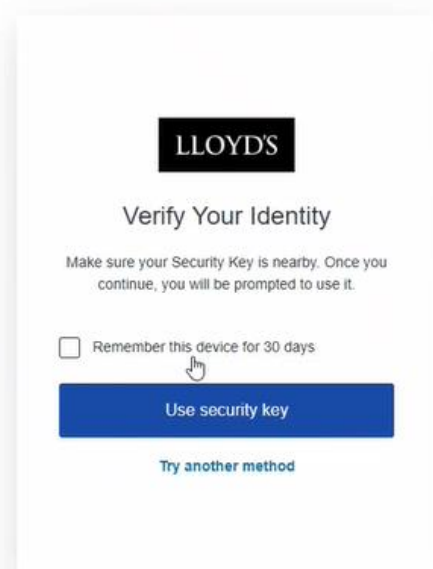 LLOYD'S
Verify Your Identity
Make sure your Security Key is nearby. Once you
continue, you will be prompted to use it.
Remember this device for 30 days
Use security key
Try another method